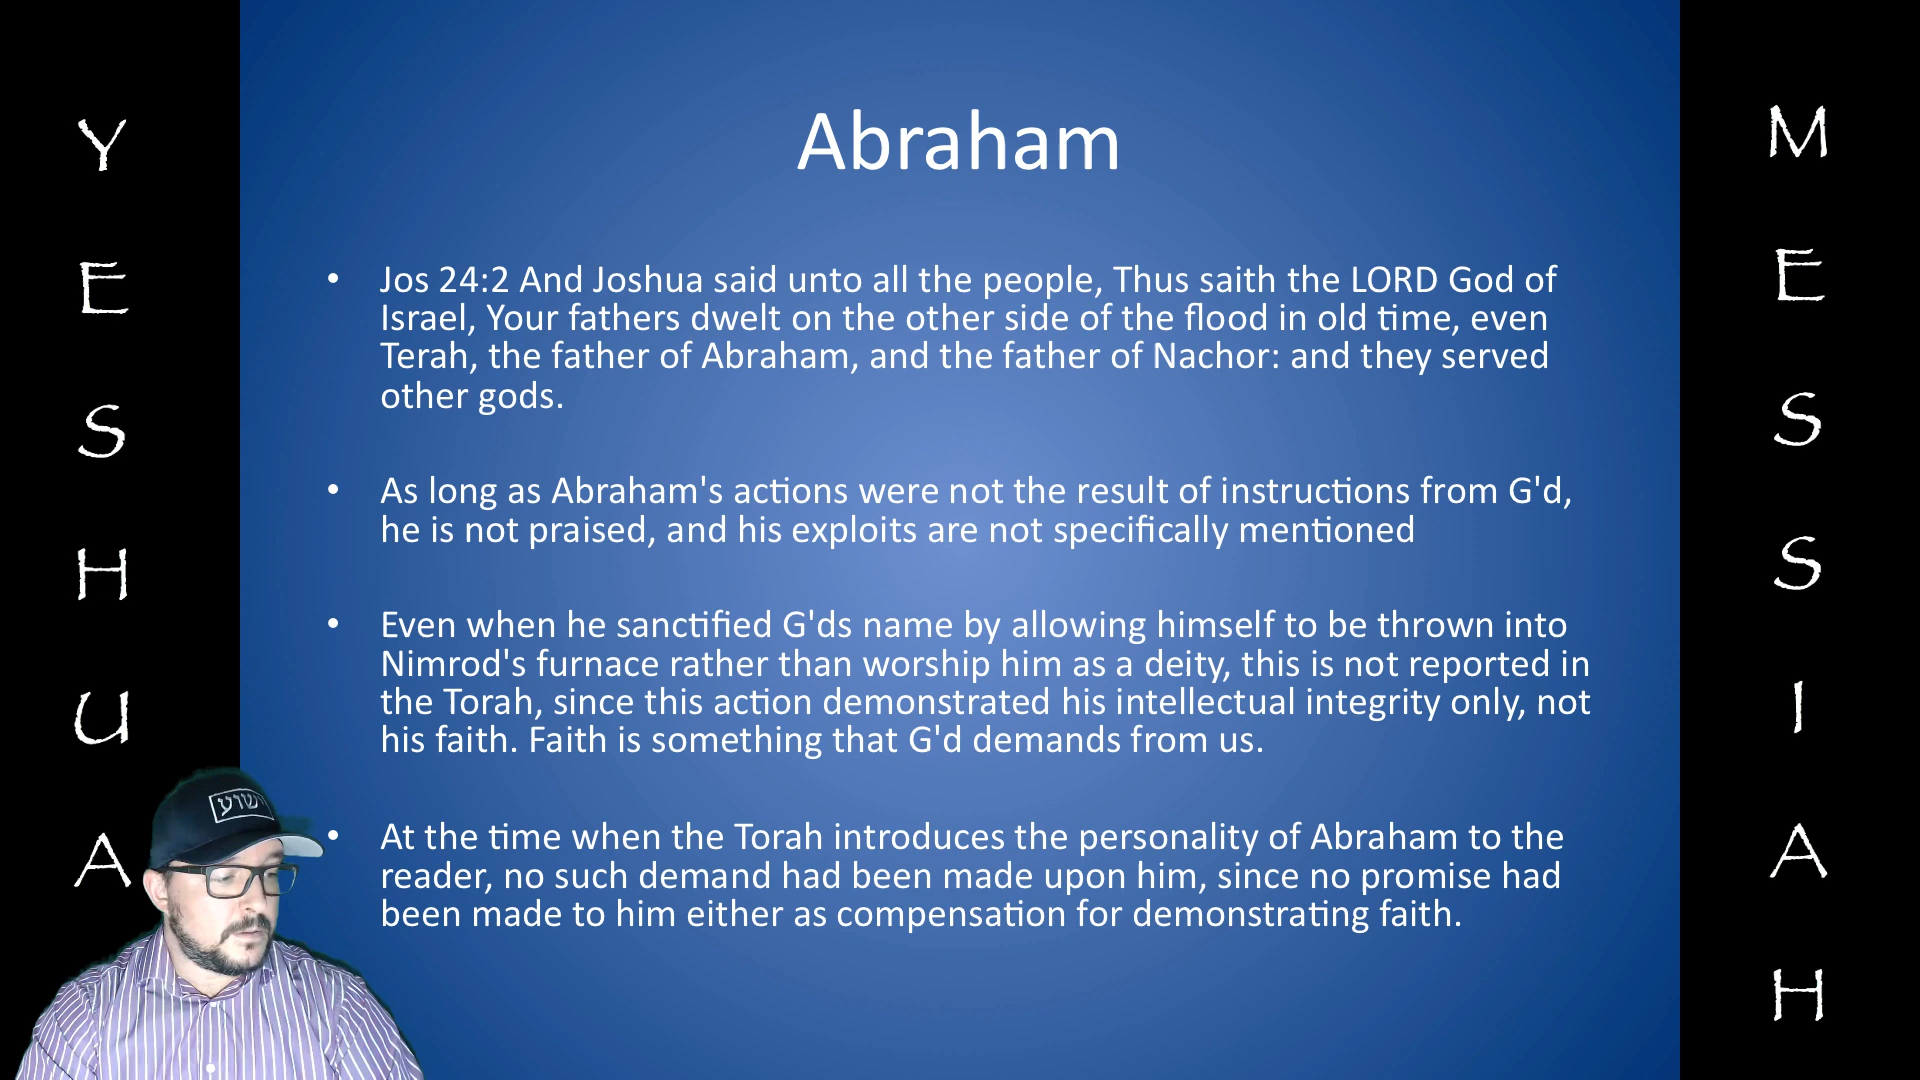 Abraham
• Jos 24:2 And Joshua said unto all the people, Thus saith the LORD God of
Israel, Your fathers dwelt on the other side of the flood in old time, even
Terah, the father of Abraham, and the father of Nachor: and they served
other gods.
• As long as Abraham's actions were not the result of instructions from G'd,
he is not praised, and his exploits are not specifically mentioned
• Even when he sanctified G'ds name by allowing himself to be thrown into
Nimrod's furnace rather than worship him as a deity, this is not reported in
the Torah, since this action demonstrated his intellectual integrity only, not
his faith. Faith is something that G'd demands from us.
• At the time when the Torah introduces the personality of Abraham to the
reader, no such demand had been made upon him, since no promise had
been made to him either as compensation for demonstrating faith.
YESHUA
MESSIAH
ישוע